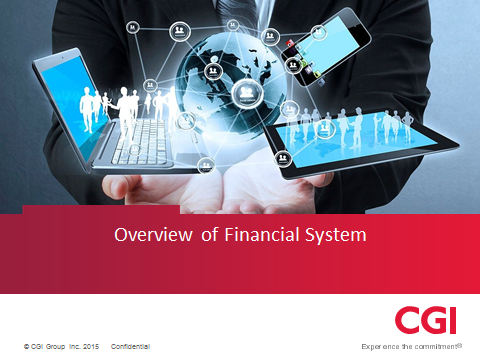 Overview of Financial System
CGI
© CGI Group Inc. 2015 Confidential
Experience the commitment®